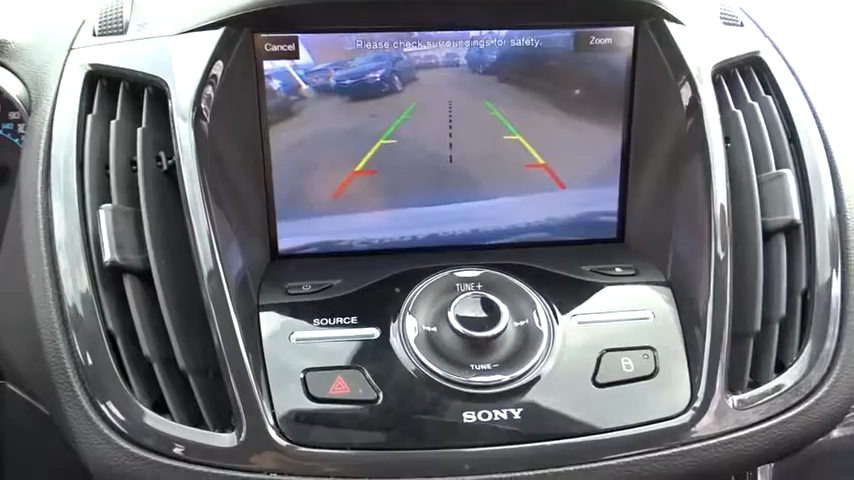 Cancel
Please check surroundings for safety.
Zoom
TUNE+
SOURCE
TUNE-
SONY